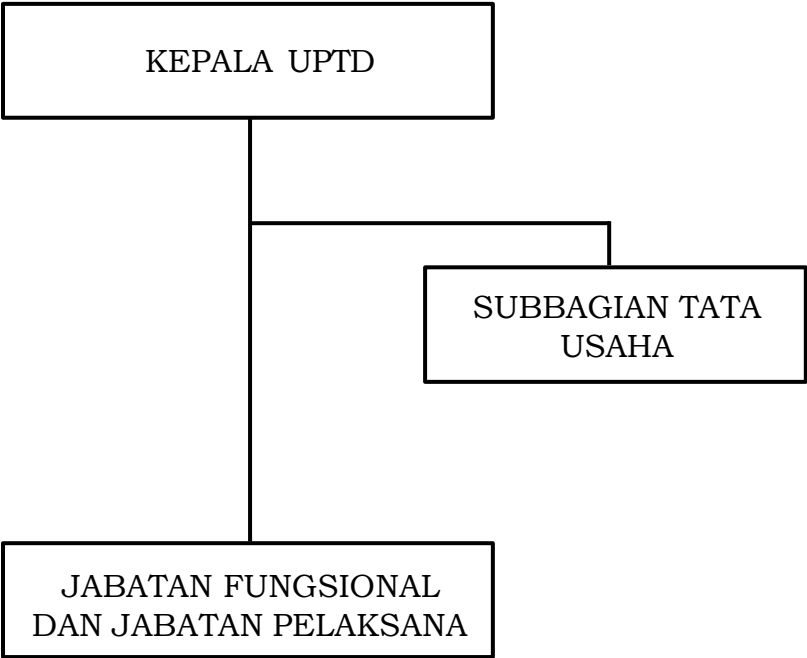 KEPALA UPTD
SUBBAGIAN TATA
USAHA
JABATAN FUNGSIONAL
DAN JABATAN PELAKSANA